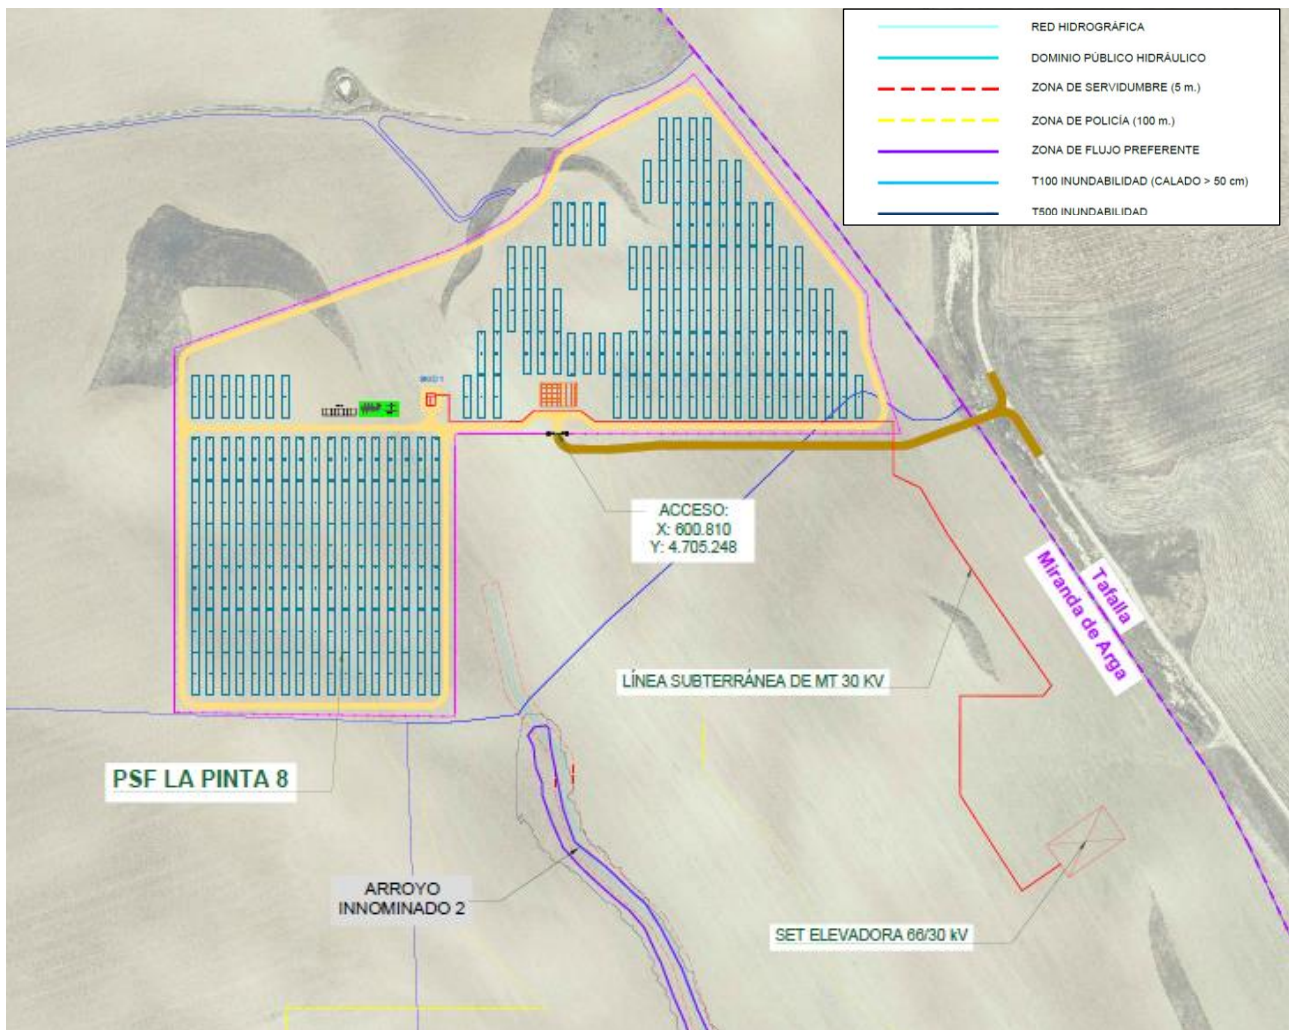 RED HIDROGRÁFICA
DOMINIO PÚBLICO HIDRÁULICO
ZONA DE SERVIDUMBRE (5 m.)
ZONA DE POLICÍA (100 m.)
ZONA DE FLUJO PREFERENTE
T100 INUNDABILIDAD (CALADO > 50 cm)
T500 INUNDABILIDAD
ACCESO:
X: 600.810
Y: 4.705.248
Tafalla
Miranda de Arga
LÍNEA SUBTERRÁNEA DE MT 30 KV
PSF LA PINTA 8
ARROYO
INNOMINADO 2
SET ELEVADORA 66/30 kV